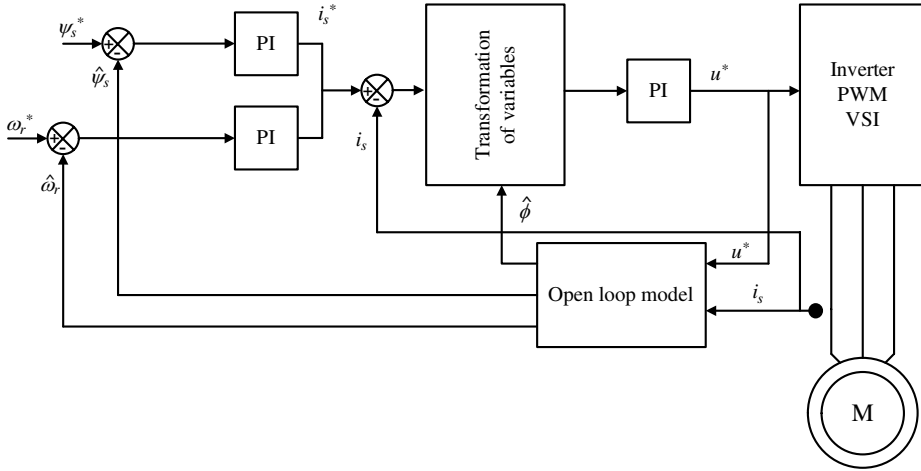 ψs*
+
-
PI
is*
ψ̂s
ωr*
+
-
PI
ω̂r
+
-
is
Transformation
of variables
PI
u*
Inverter
PWM
VSI
ϕ̂
u*
Open loop model
is
M